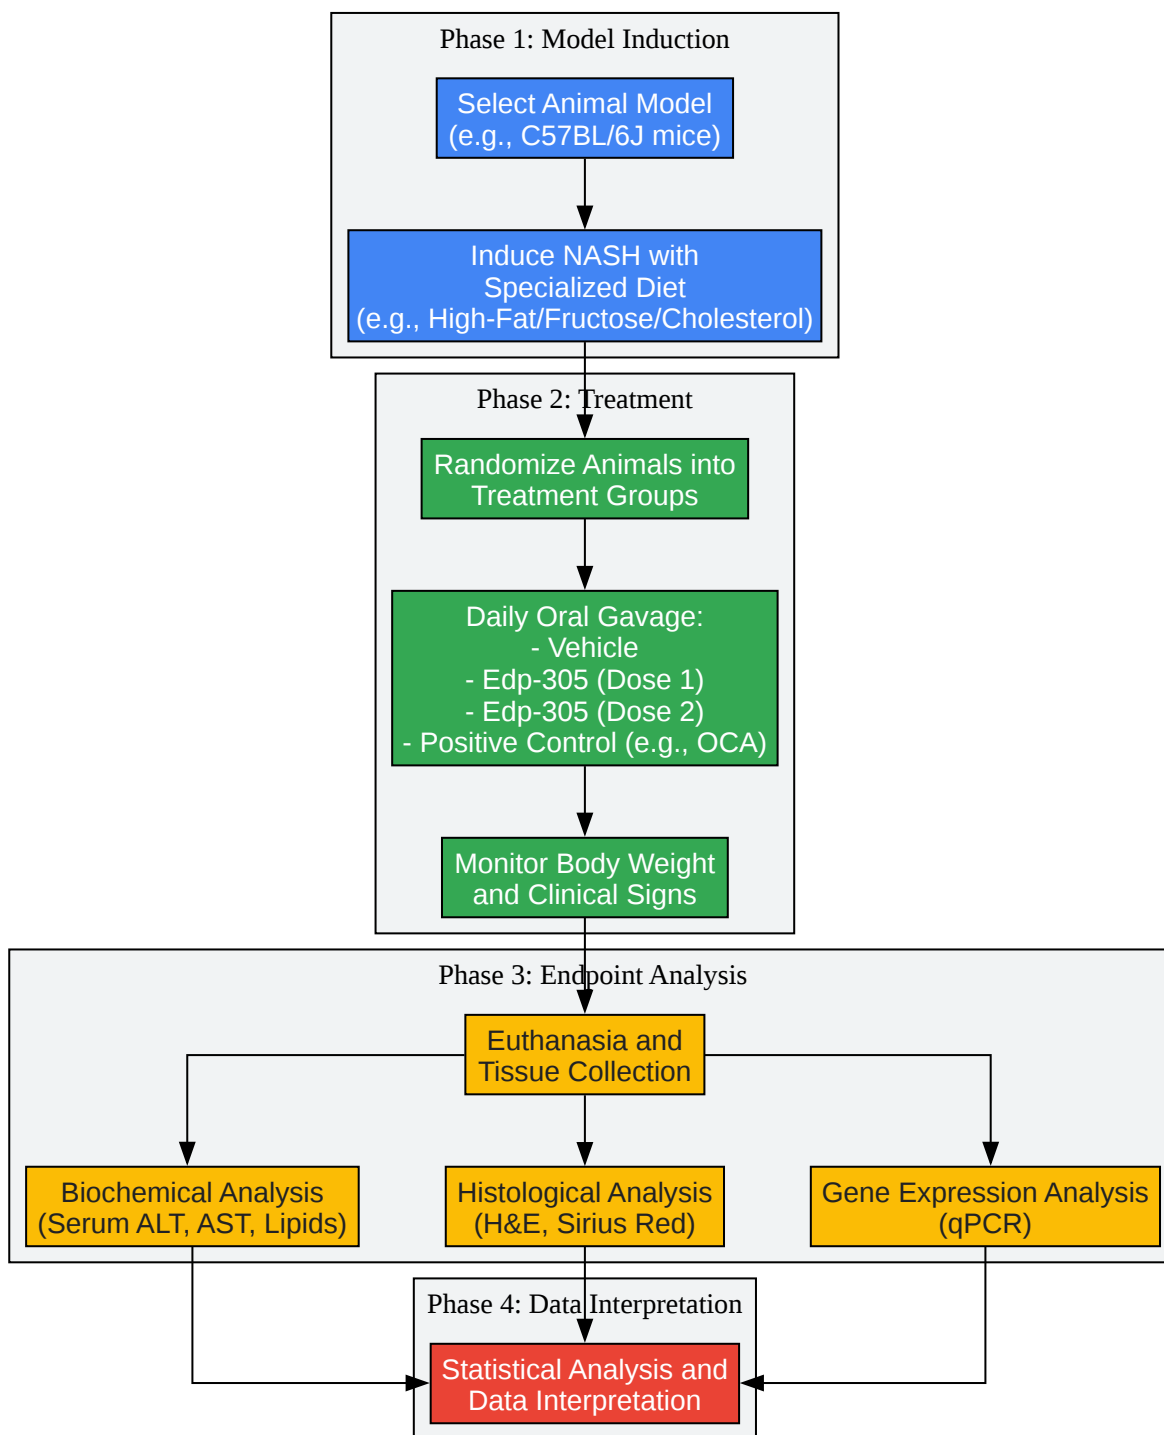 Phase 1: Model Induction
Select Animal Model
(e.g., C57BL/6J mice)
Induce NASH with
Specialized Diet
(e.g., High-Fat/Fructose/Cholesterol)
Phase 2: Treatment
Randomize Animals into
Treatment Groups
Daily Oral Gavage:
- Vehicle
- Edp-305 (Dose 1)
- Edp-305 (Dose 2)
- Positive Control (e.g., OCA)
Monitor Body Weight
and Clinical Signs
Phase 3: Endpoint Analysis
Euthanasia and
Tissue Collection
Biochemical Analysis
(Serum ALT, AST, Lipids)
Histological Analysis
(H&E, Sirius Red)
Gene Expression Analysis
(qPCR)
Phase 4: Data Interpretation
Statistical Analysis and
Data Interpretation